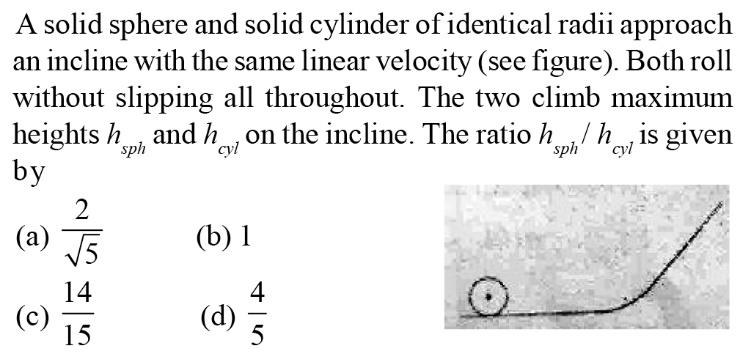 A solid sphere and solid cylinder of identical radii approach
an incline with the same linear velocity (see figure). Both roll
without slipping all throughout. The two climb maximum
heights h_sph and h_cyl on the incline. The ratio h_sph / h_cyl is given
by
(a) 2/√5 (b) 1
(c) 14/15 (d) 4/5